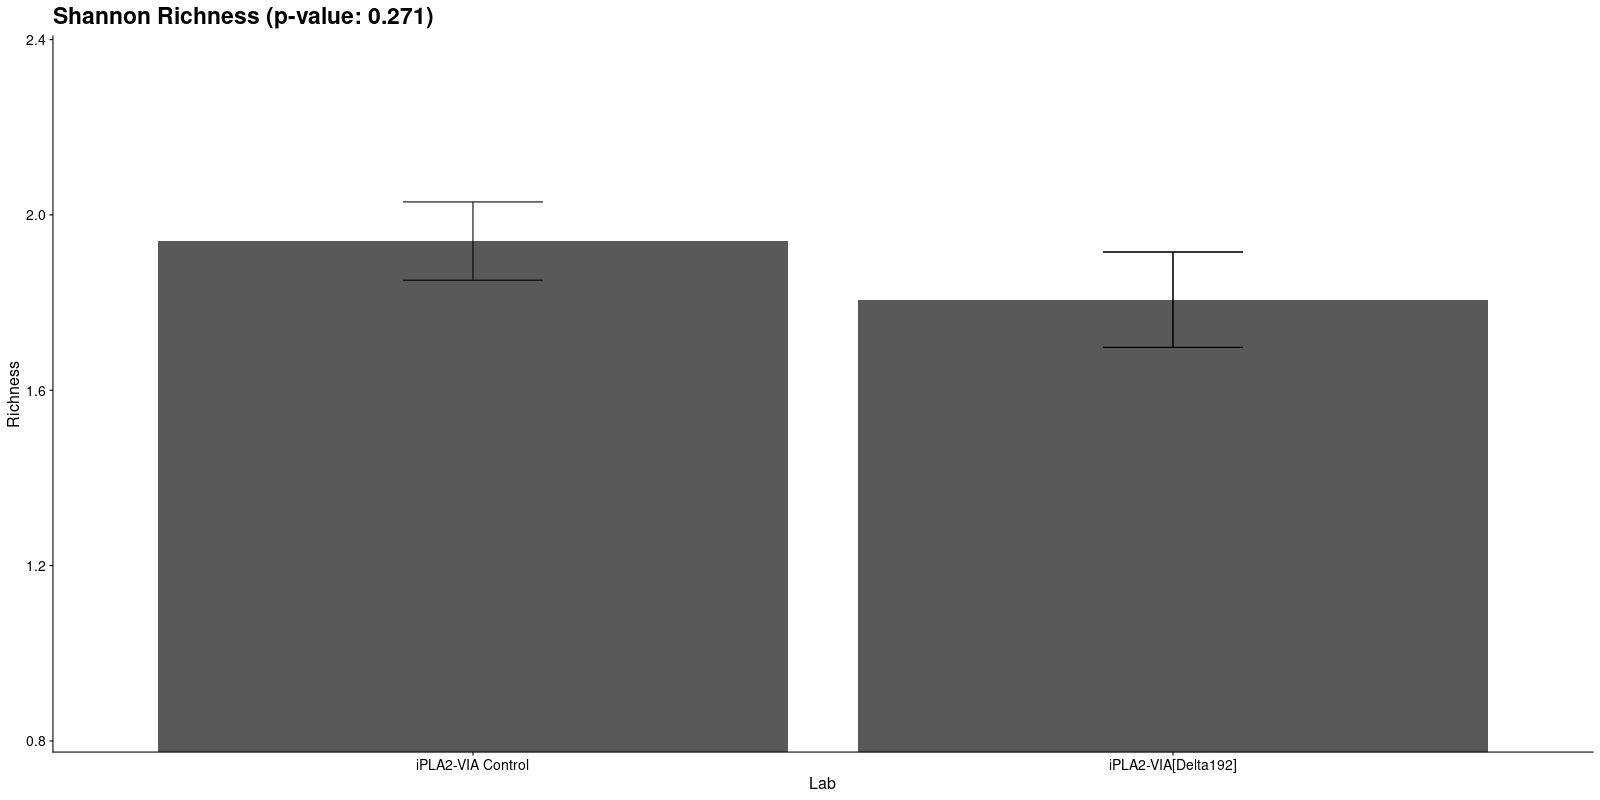 Shannon Richness (p-value: 0.271)
2.4
2.0
1.6
1.2
0.8
Richness
iPLA2-VIA Control
iPLA2-VIA[Delta192]
Lab